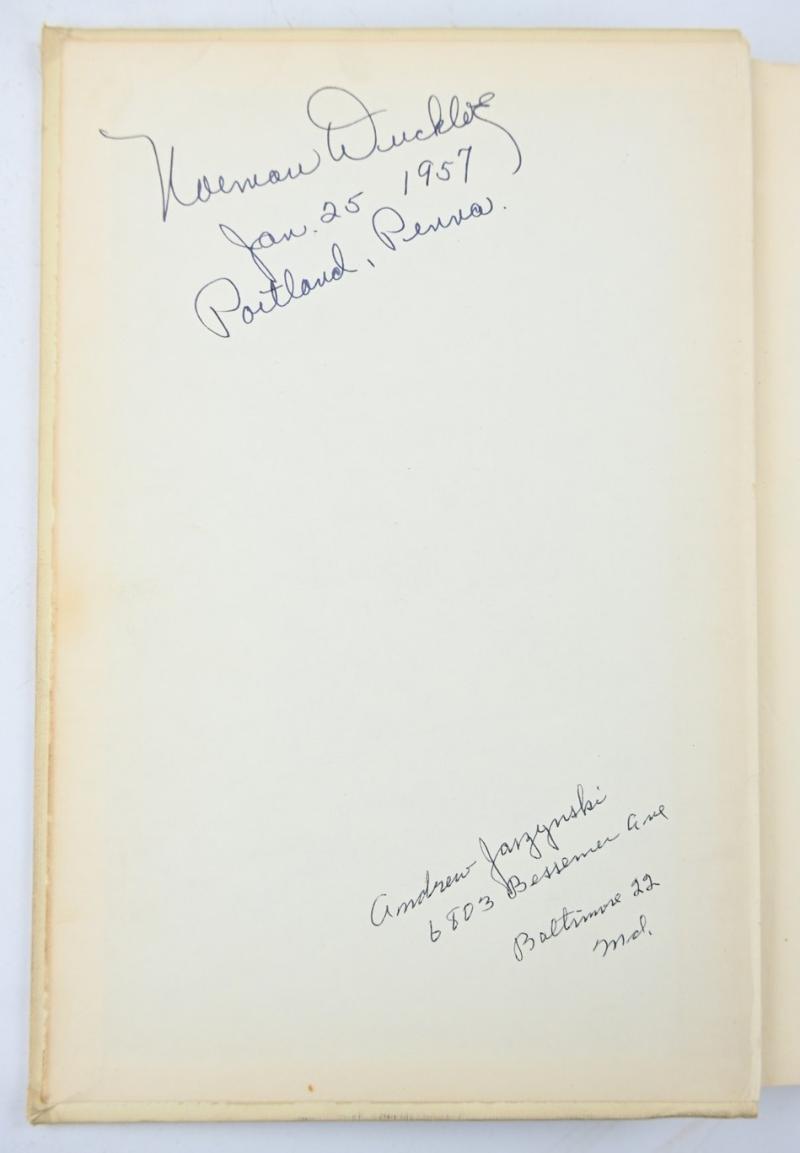 Norman Winckler
Jan. 25 1957
Portland, Penna.
Andrew Jarzynski
6803 Bessemer Ave
Baltimore 22
Md.